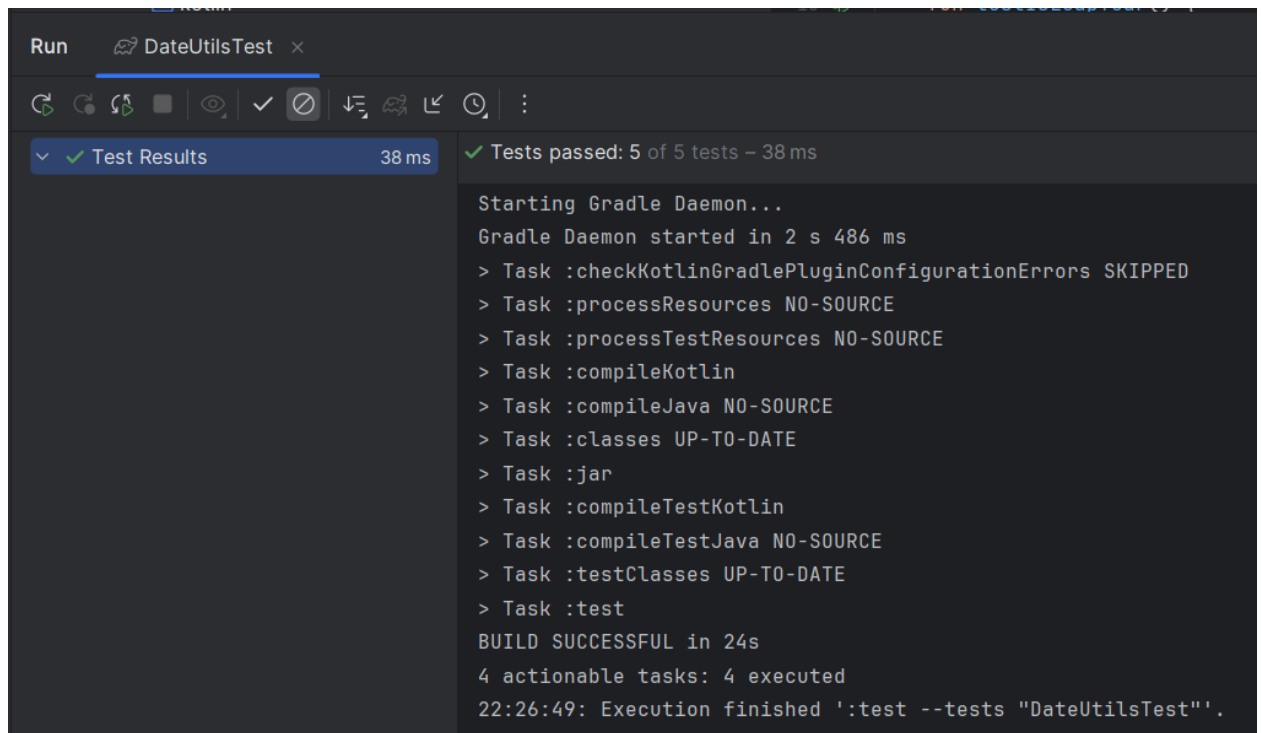 Run
DateUtilsTest
Test Results 38 ms
Tests passed: 5 of 5 tests – 38 ms
Starting Gradle Daemon...
Gradle Daemon started in 2 s 486 ms
> Task :checkKotlinGradlePluginConfigurationErrors SKIPPED
> Task :processResources NO-SOURCE
> Task :processTestResources NO-SOURCE
> Task :compileKotlin
> Task :compileJava NO-SOURCE
> Task :classes UP-TO-DATE
> Task :jar
> Task :compileTestKotlin
> Task :compileTestJava NO-SOURCE
> Task :testClasses UP-TO-DATE
> Task :test
BUILD SUCCESSFUL in 24s
4 actionable tasks: 4 executed
22:26:49: Execution finished ':test --tests "DateUtilsTest"'.